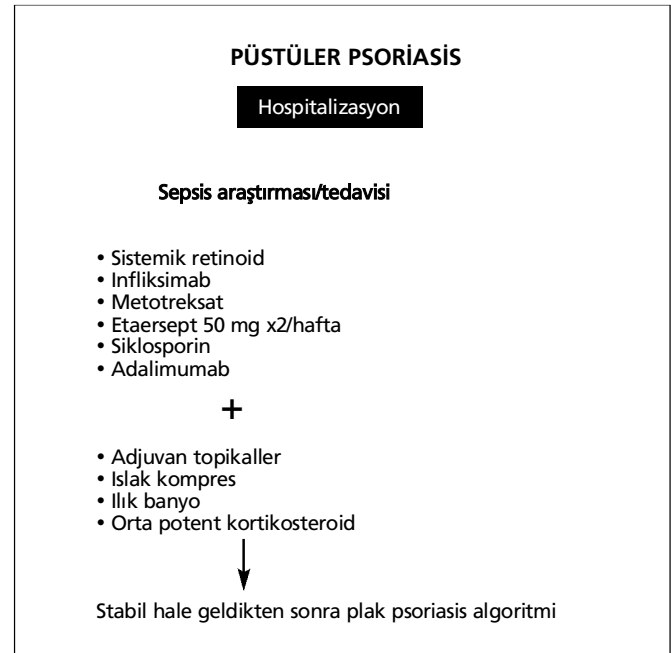 PÜSTÜLER PSORİASİS
Hospitalizasyon
Sepsis araştırması/tedavisi
• Sistemik retinoid
• Infliksimab
• Metotreksat
• Etaersept 50 mg x2/hafta
• Siklosporin
• Adalimumab
+
• Adjuvan topikaller
• Islak kompres
• Ilık banyo
• Orta potent kortikosteroid
Stabil hale geldikten sonra plak psoriasis algoritmi